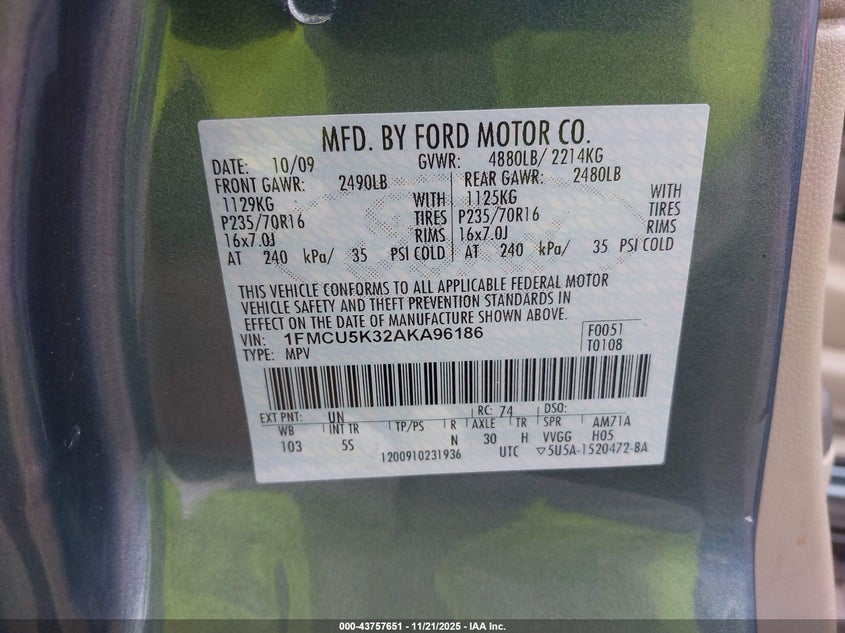 MFD. BY FORD MOTOR CO.
DATE: 10/09 GVWR: 4880LB/ 2214KG
FRONT GAWR: 2490LB REAR GAWR: 2480LB
1129KG WITH 1125KG WITH
P235/70R16 TIRES P235/70R16 TIRES
16x7.0J RIMS 16x7.0J RIMS
AT 240 kPa/ 35 PSI COLD AT 240 kPa/ 35 PSI COLD
THIS VEHICLE CONFORMS TO ALL APPLICABLE FEDERAL MOTOR
VEHICLE SAFETY AND THEFT PREVENTION STANDARDS IN
EFFECT ON THE DATE OF MANUFACTURE SHOWN ABOVE.
VIN: 1FMCU5K32AKA96186 F0051
TYPE: MPV T0108
EXT PNT: UN RC: 74 DSO:
WB INT TR TP/PS R AXLE TR SPR AM71A
103 5S N 30 H VVGG H05
1200910231936 UTC ▽5U5A-1520472-BA
000-43757651 - 11/21/2025 - IAA Inc.